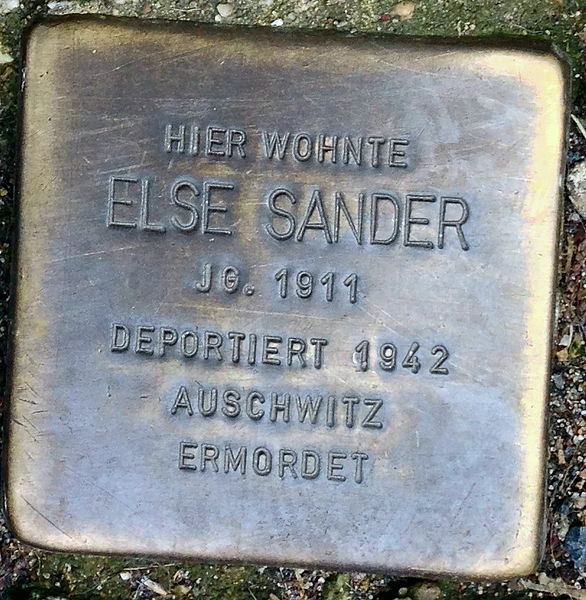 HIER WOHNTE
ELSE SANDER
JG. 1911
DEPORTIERT 1942
AUSCHWITZ
ERMORDET